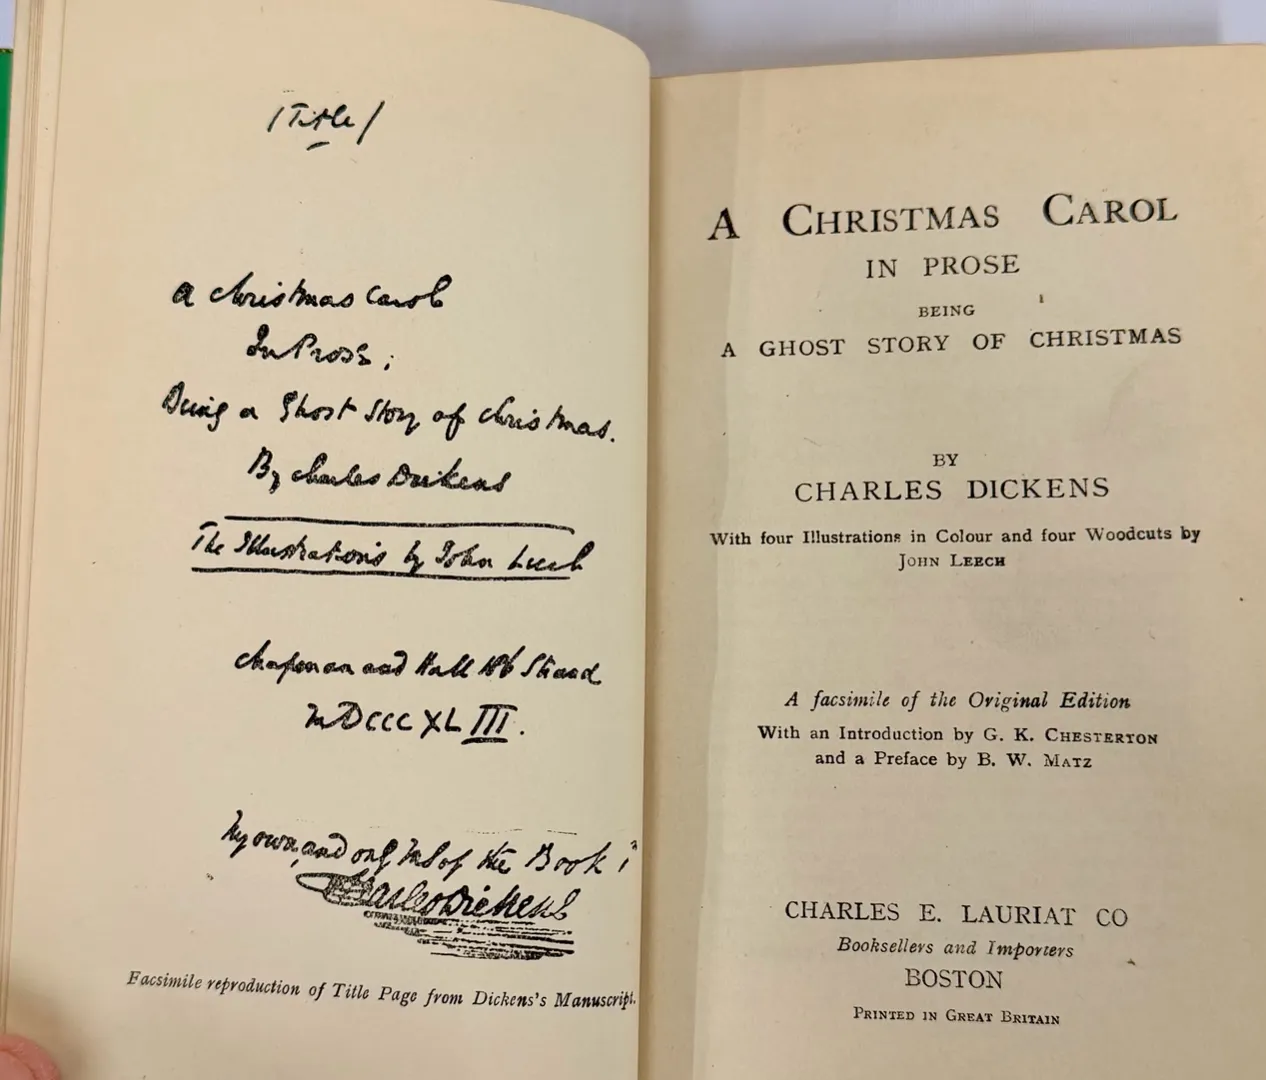 (Title)
A Christmas Carol
In Prose;
Being a Ghost Story of Christmas.
By Charles Dickens
The Illustrations by John Leech
Chapman and Hall 186 Strand
MDCCCXLIII.
My own, and only MS of the Book
Charles Dickens
Facsimile reproduction of Title Page from Dickens's Manuscript.
A CHRISTMAS CAROL
IN PROSE
BEING
A GHOST STORY OF CHRISTMAS
BY
CHARLES DICKENS
With four Illustrations in Colour and four Woodcuts by
JOHN LEECH
A facsimile of the Original Edition
With an Introduction by G. K. CHESTERTON
and a Preface by B. W. MATZ
CHARLES E. LAURIAT CO
Booksellers and Importers
BOSTON
PRINTED IN GREAT BRITAIN